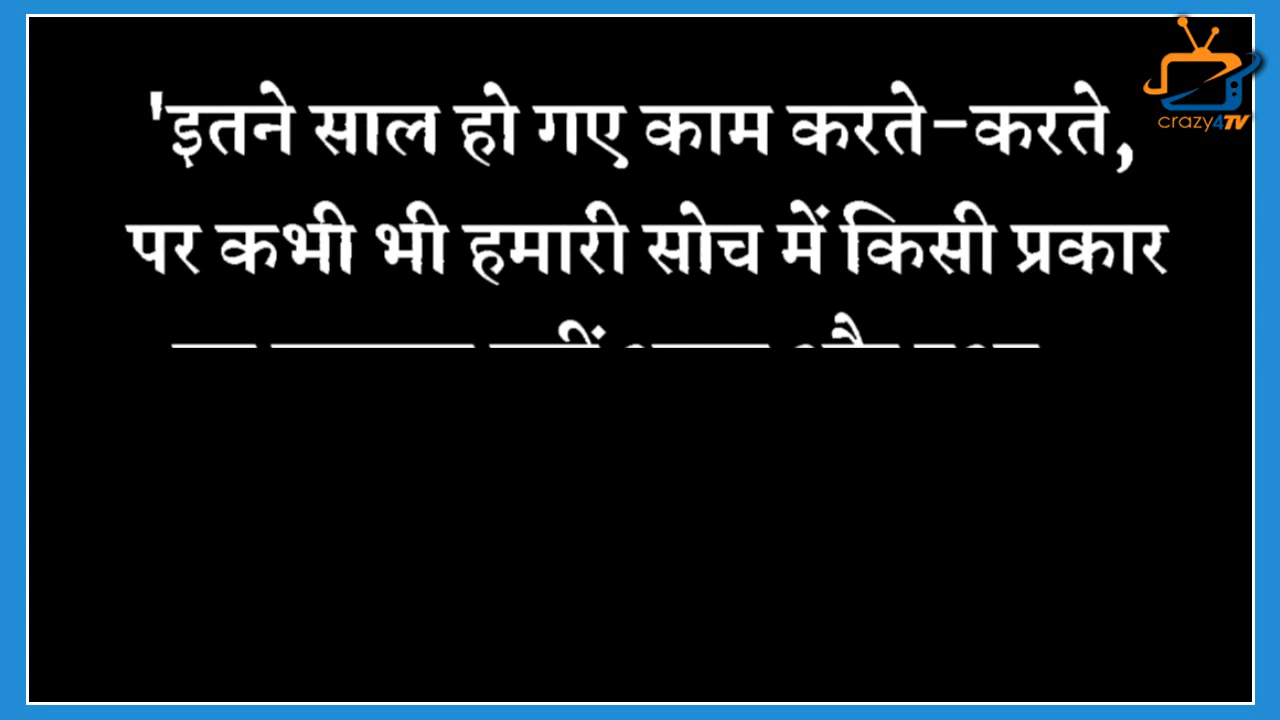 'इतने साल हो गए काम करते-करते,
पर कभी भी हमारी सोच में किसी प्रकार
crazy4TV